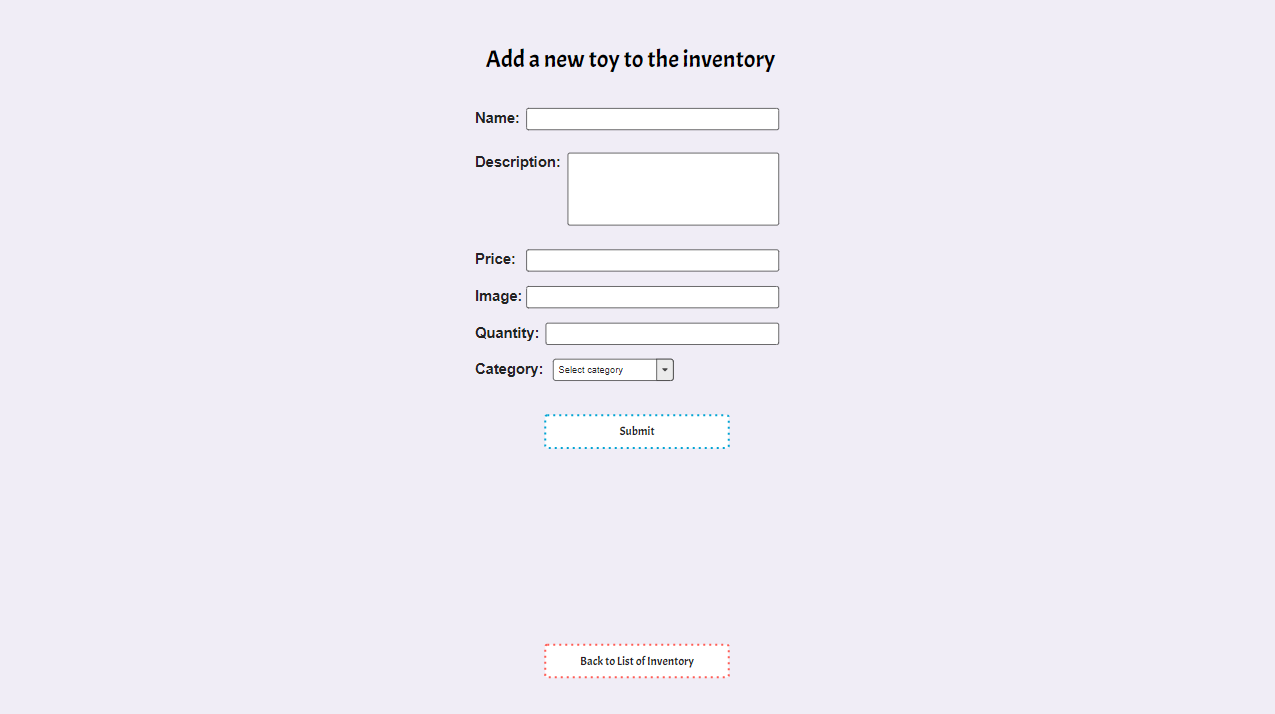 Add a new toy to the inventory
Name:
Description:
Price:
Image:
Quantity:
Category: Select category
Submit
Back to List of Inventory